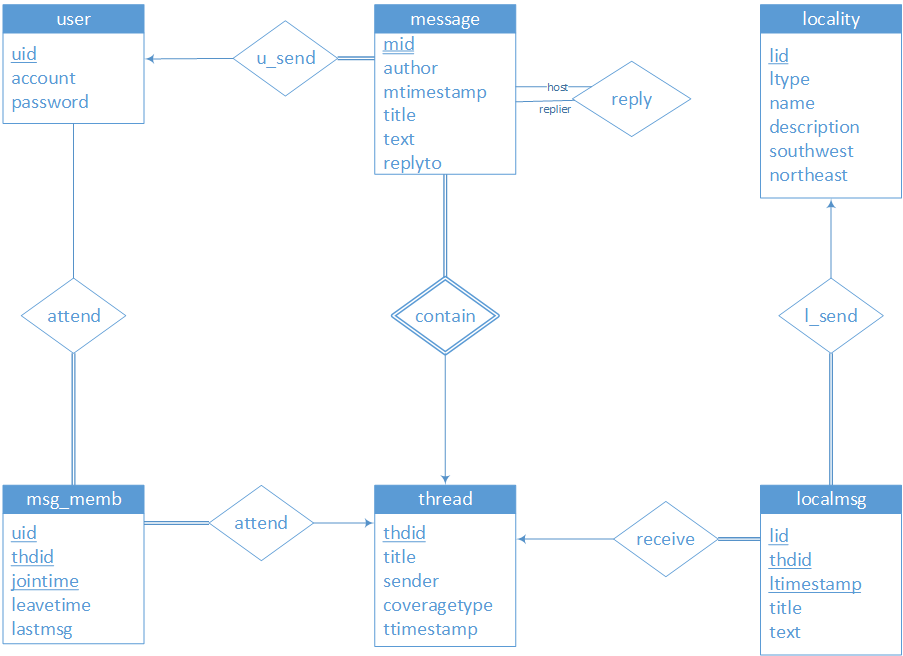 user
uid
account
password
u_send
message
mid
author
mtimestamp
title
text
replyto
host
replier
reply
locality
lid
ltype
name
description
southwest
northeast
attend
contain
l_send
msg_memb
uid
thdid
jointime
leavetime
lastmsg
attend
thread
thdid
title
sender
coveragetype
ttimestamp
receive
localmsg
lid
thdid
ltimestamp
title
text